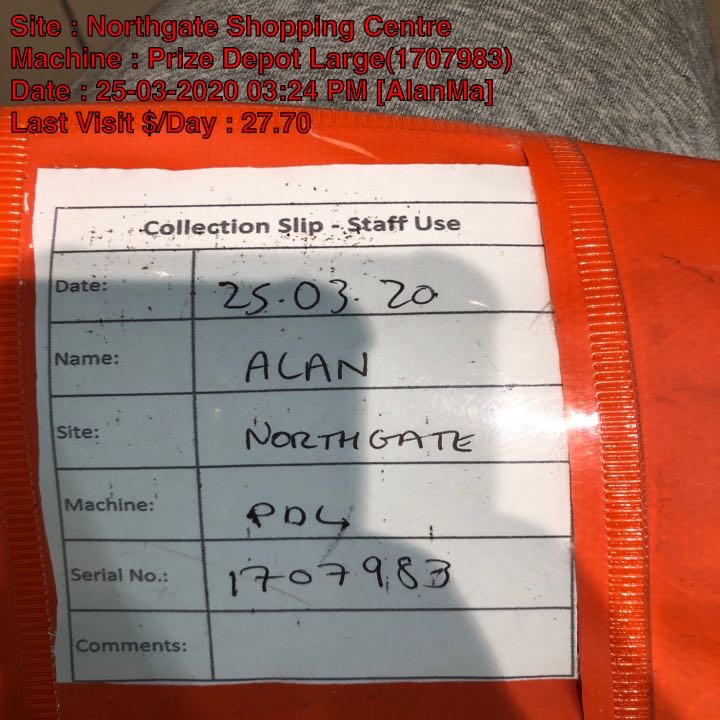 Site : Northgate Shopping Centre
Machine : Prize Depot Large(1707983)
Date : 25-03-2020 03:24 PM [AlanMa]
Last Visit $/Day : 27.70
Collection Slip - Staff Use
Date: 25.03.20
Name: ALAN
Site: NORTHGATE
Machine: PDL
Serial No.: 1707983
Comments: